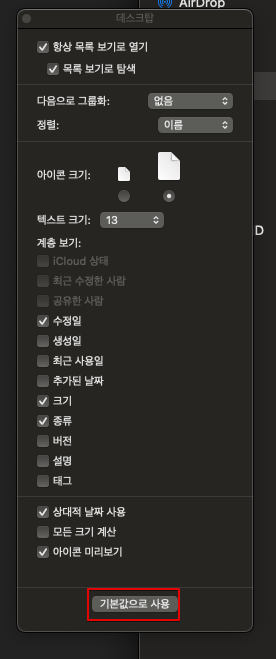 AirDrop
데스크탑
항상 목록 보기로 열기
목록 보기로 탐색
다음으로 그룹화: 없음
정렬: 이름
아이콘 크기:
텍스트 크기: 13
계층 보기:
iCloud 상태
최근 수정한 사람
공유한 사람
수정일
D
생성일
최근 사용일
추가된 날짜
크기
종류
버전
설명
태그
상대적 날짜 사용
모든 크기 계산
아이콘 미리보기
기본값으로 사용